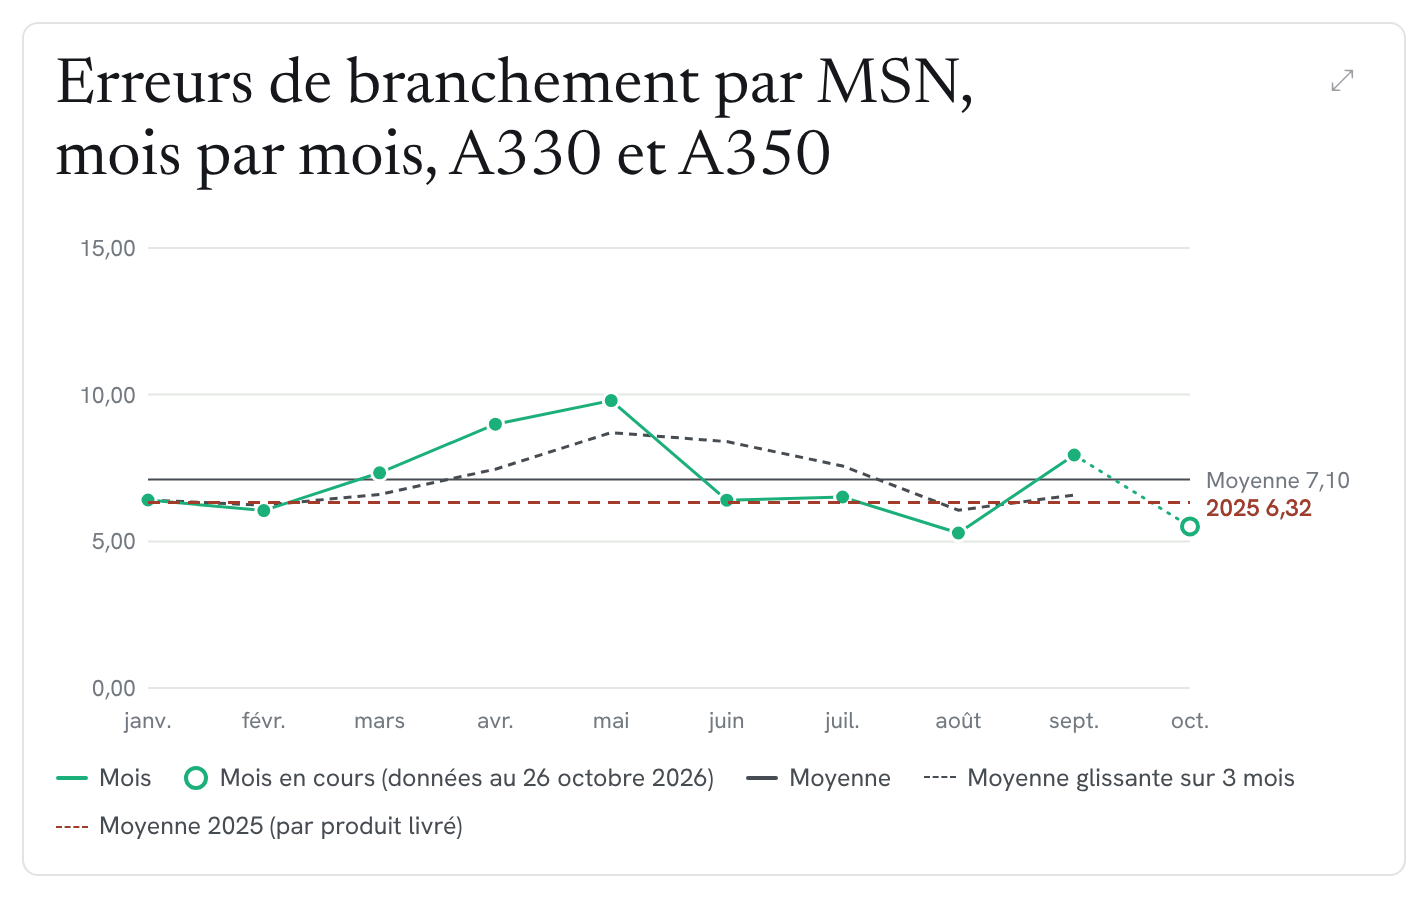 Erreurs de branchement par MSN,
mois par mois, A330 et A350
15,00
10,00
5,00
0,00
Moyenne 7,10
2025 6,32
janv. févr. mars avr. mai juin juil. août sept. oct.
Mois Mois en cours (données au 26 octobre 2026) Moyenne Moyenne glissante sur 3 mois
Moyenne 2025 (par produit livré)